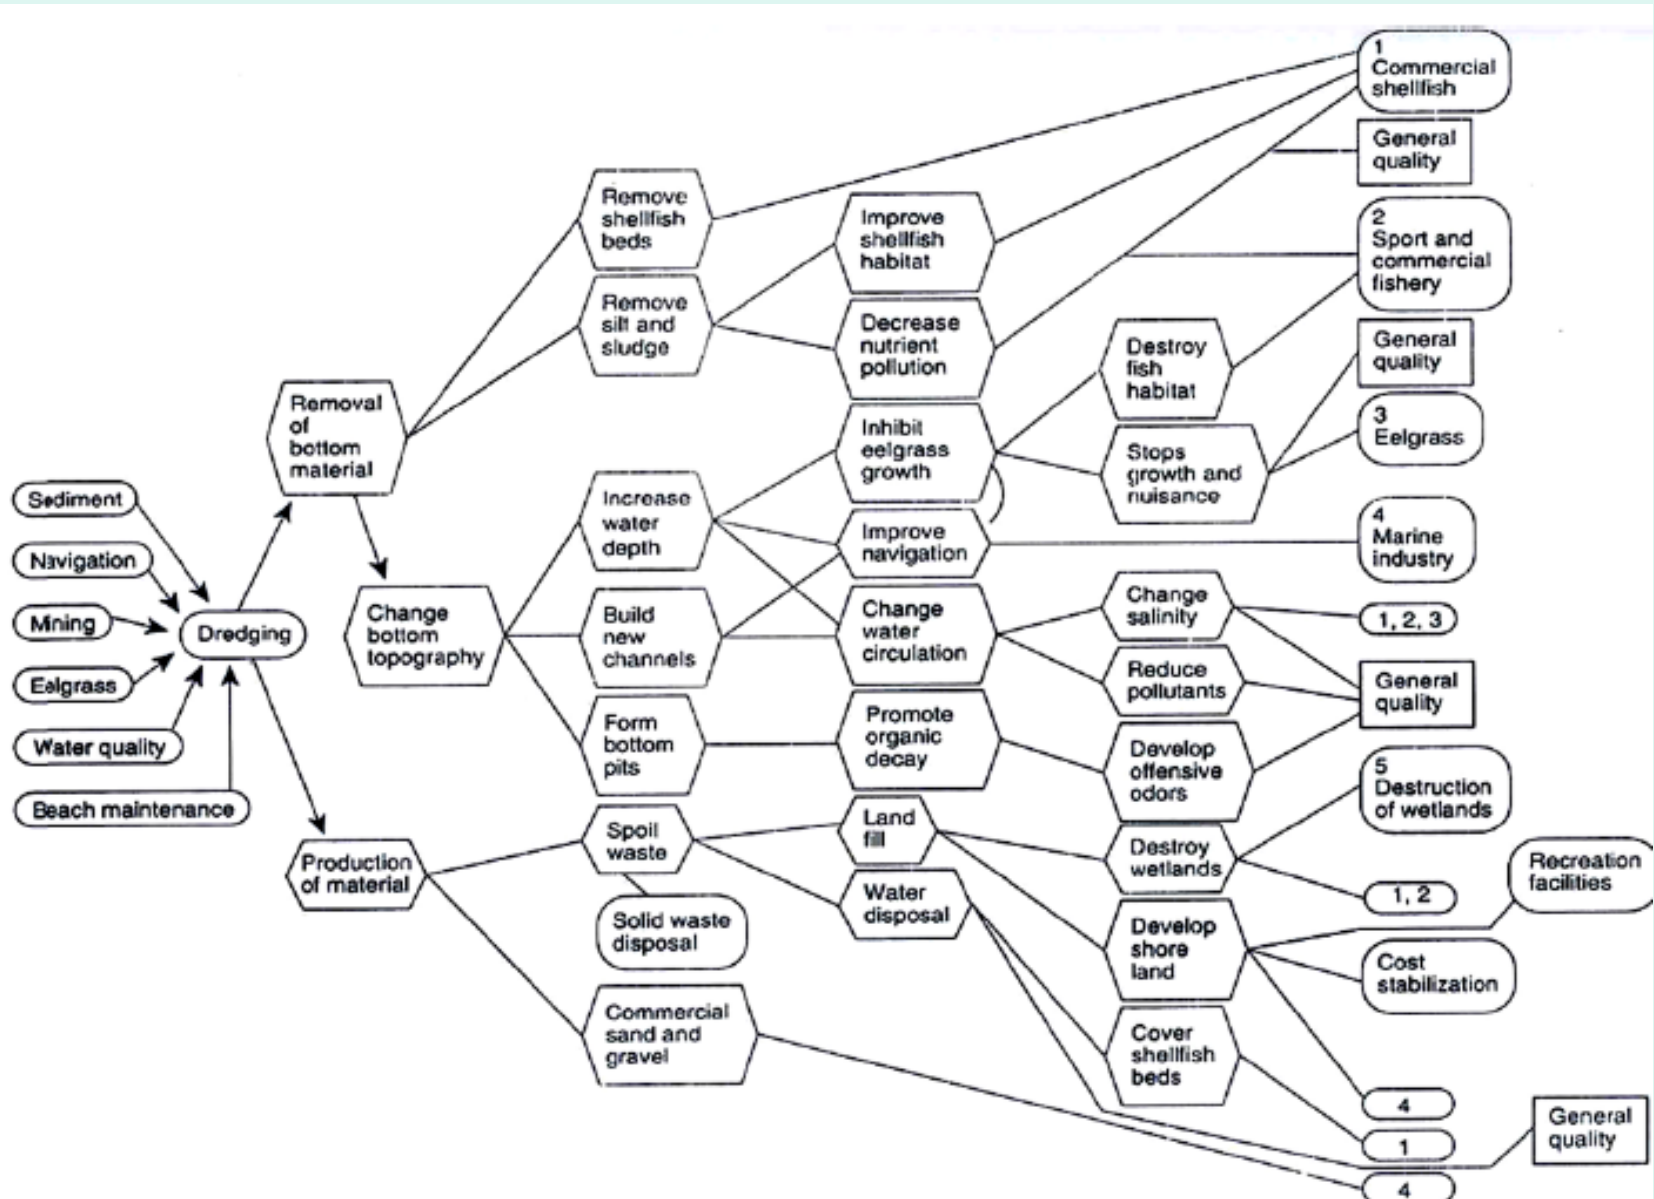 Sediment
Navigation
Mining
Eelgrass
Water quality
Beach maintenance
Dredging
Removal
of
bottom
material
Change
bottom
topography
Production
of material
Remove
shellfish
beds
Remove
silt and
sludge
Increase
water
depth
Build
new
channels
Form
bottom
pits
Spoil
waste
Solid waste
disposal
Commercial
sand and
gravel
Improve
shellfish
habitat
Decrease
nutrient
pollution
Inhibit
eelgrass
growth
Improve
navigation
Change
water
circulation
Promote
organic
decay
Land
fill
Water
disposal
Destroy
fish
habitat
Stops
growth and
nuisance
Change
salinity
Reduce
pollutants
Develop
offensive
odors
Destroy
wetlands
Develop
shore
land
Cover
shellfish
beds
1
Commercial
shellfish
General
quality
2
Sport and
commercial
fishery
General
quality
3
Eelgrass
4
Marine
industry
1, 2, 3
General
quality
5
Destruction
of wetlands
1, 2
Recreation
facilities
Cost
stabilization
4
1
4
General
quality